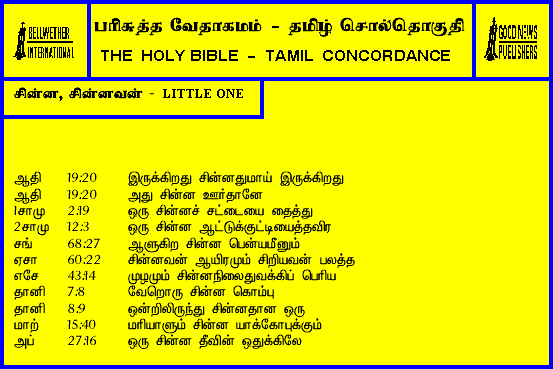 BELLWETHER
INTERNATIONAL
பரிசுத்த வேதாகமம் - தமிழ் சொல்தொகுதி
THE HOLY BIBLE - TAMIL CONCORDANCE
GOOD NEWS
PUBLISHERS
சின்ன, சின்னவன் - LITTLE ONE
ஆதி 19:20 இருக்கிறது சின்னதுமாய் இருக்கிறது
ஆதி 19:20 அது சின்ன ஊர்தானே
1சாமு 2:19 ஒரு சின்னச் சட்டையை தைத்து
2சாமு 12:3 ஒரு சின்ன ஆட்டுக்குட்டியைத்தவிர
சங் 68:27 ஆளுகிற சின்ன பென்யமீனும்
ஏசா 60:22 சின்னவன் ஆயிரமும் சிறியவன் பலத்த
எசே 43:14 முழமும் சின்னநிலைதுவக்கிப் பெரிய
தானி 7:8 வேறொரு சின்ன கொம்பு
தானி 8:9 ஒன்றிலிருந்து சின்னதான ஒரு
மாற் 15:40 மரியாளும் சின்ன யாக்கோபுக்கும்
அப் 27:16 ஒரு சின்ன தீவின் ஒதுக்கிலே